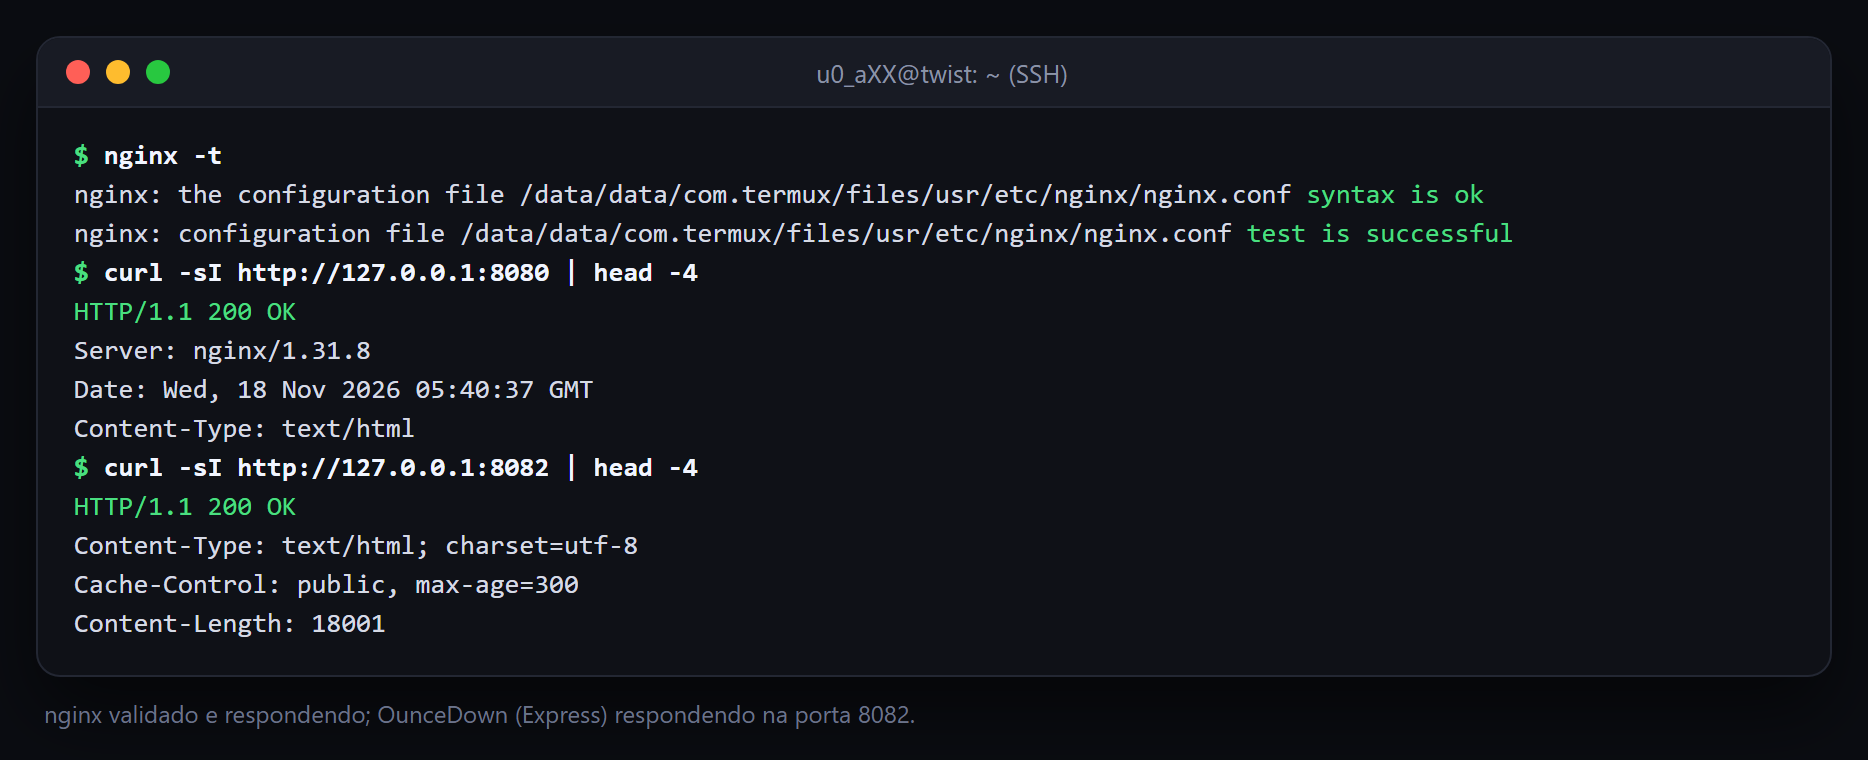 u0_aXX@twist: ~ (SSH)
$ nginx -t
nginx: the configuration file /data/data/com.termux/files/usr/etc/nginx/nginx.conf syntax is ok
nginx: configuration file /data/data/com.termux/files/usr/etc/nginx/nginx.conf test is successful
$ curl -sI http://127.0.0.1:8080 | head -4
HTTP/1.1 200 OK
Server: nginx/1.31.8
Date: Wed, 18 Nov 2026 05:40:37 GMT
Content-Type: text/html
$ curl -sI http://127.0.0.1:8082 | head -4
HTTP/1.1 200 OK
Content-Type: text/html; charset=utf-8
Cache-Control: public, max-age=300
Content-Length: 18001
nginx validado e respondendo; OunceDown (Express) respondendo na porta 8082.